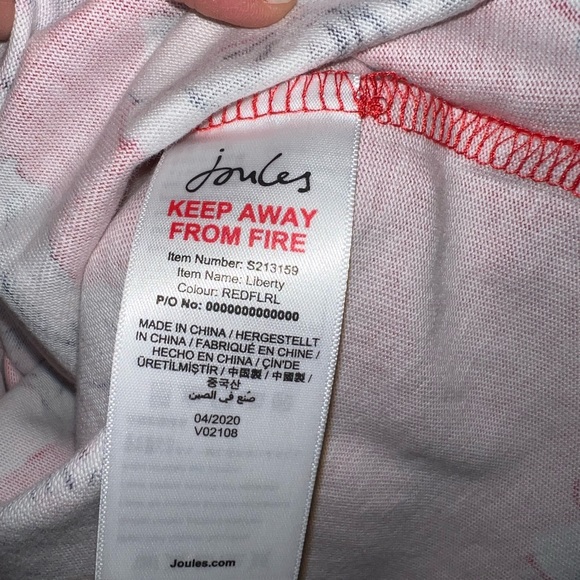 Joules
KEEP AWAY
FROM FIRE
Item Number: S213159
Item Name: Liberty
Colour: REDFLRL
P/O No: 0000000000000
MADE IN CHINA / HERGESTELLT
IN CHINA / FABRIQUÉ EN CHINE /
HECHO EN CHINA / ÇİN'DE
ÜRETİLMİŞTİR / 中国製 / 中國製 /
중국산
صنع في الصين
04/2020
V02108
Joules.com